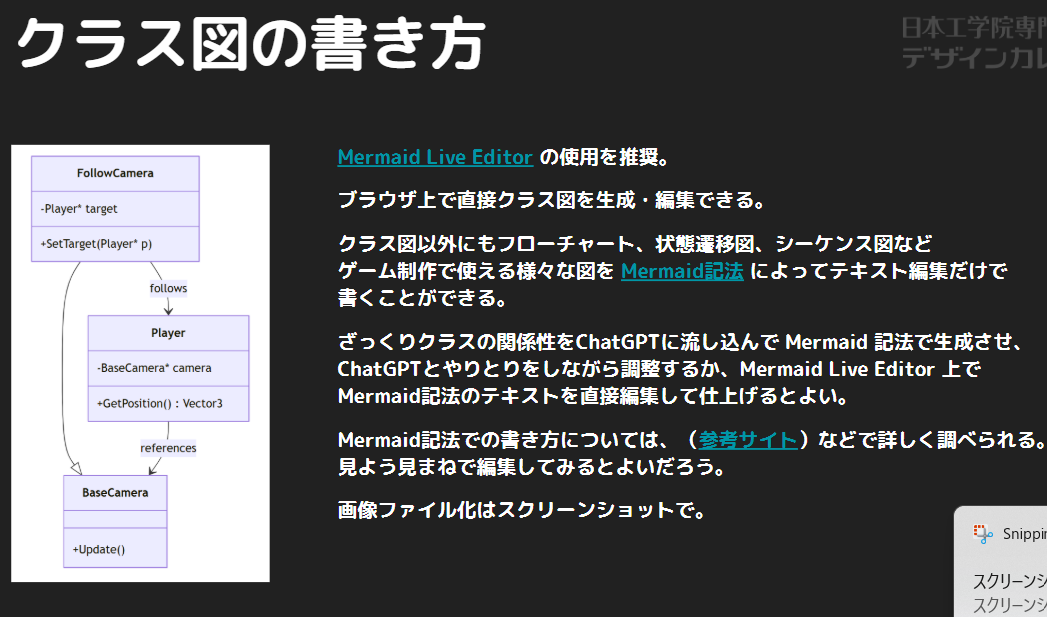 クラス図の書き方
日本工学院専門
デザインカレ
FollowCamera
-Player* target
+SetTarget(Player* p)
follows
Player
-BaseCamera* camera
+GetPosition() : Vector3
references
BaseCamera
+Update()
Mermaid Live Editor の使用を推奨。
ブラウザ上で直接クラス図を生成・編集できる。
クラス図以外にもフローチャート、状態遷移図、シーケンス図など
ゲーム制作で使える様々な図を Mermaid記法 によってテキスト編集だけで
書くことができる。
ざっくりクラスの関係性をChatGPTに流し込んで Mermaid 記法で生成させ、
ChatGPTとやりとりをしながら調整するか、Mermaid Live Editor 上で
Mermaid記法のテキストを直接編集して仕上げるとよい。
Mermaid記法での書き方については、（参考サイト）などで詳しく調べられる。
見よう見まねで編集してみるとよいだろう。
画像ファイル化はスクリーンショットで。
Snippin
スクリーンシ
スクリーンシ